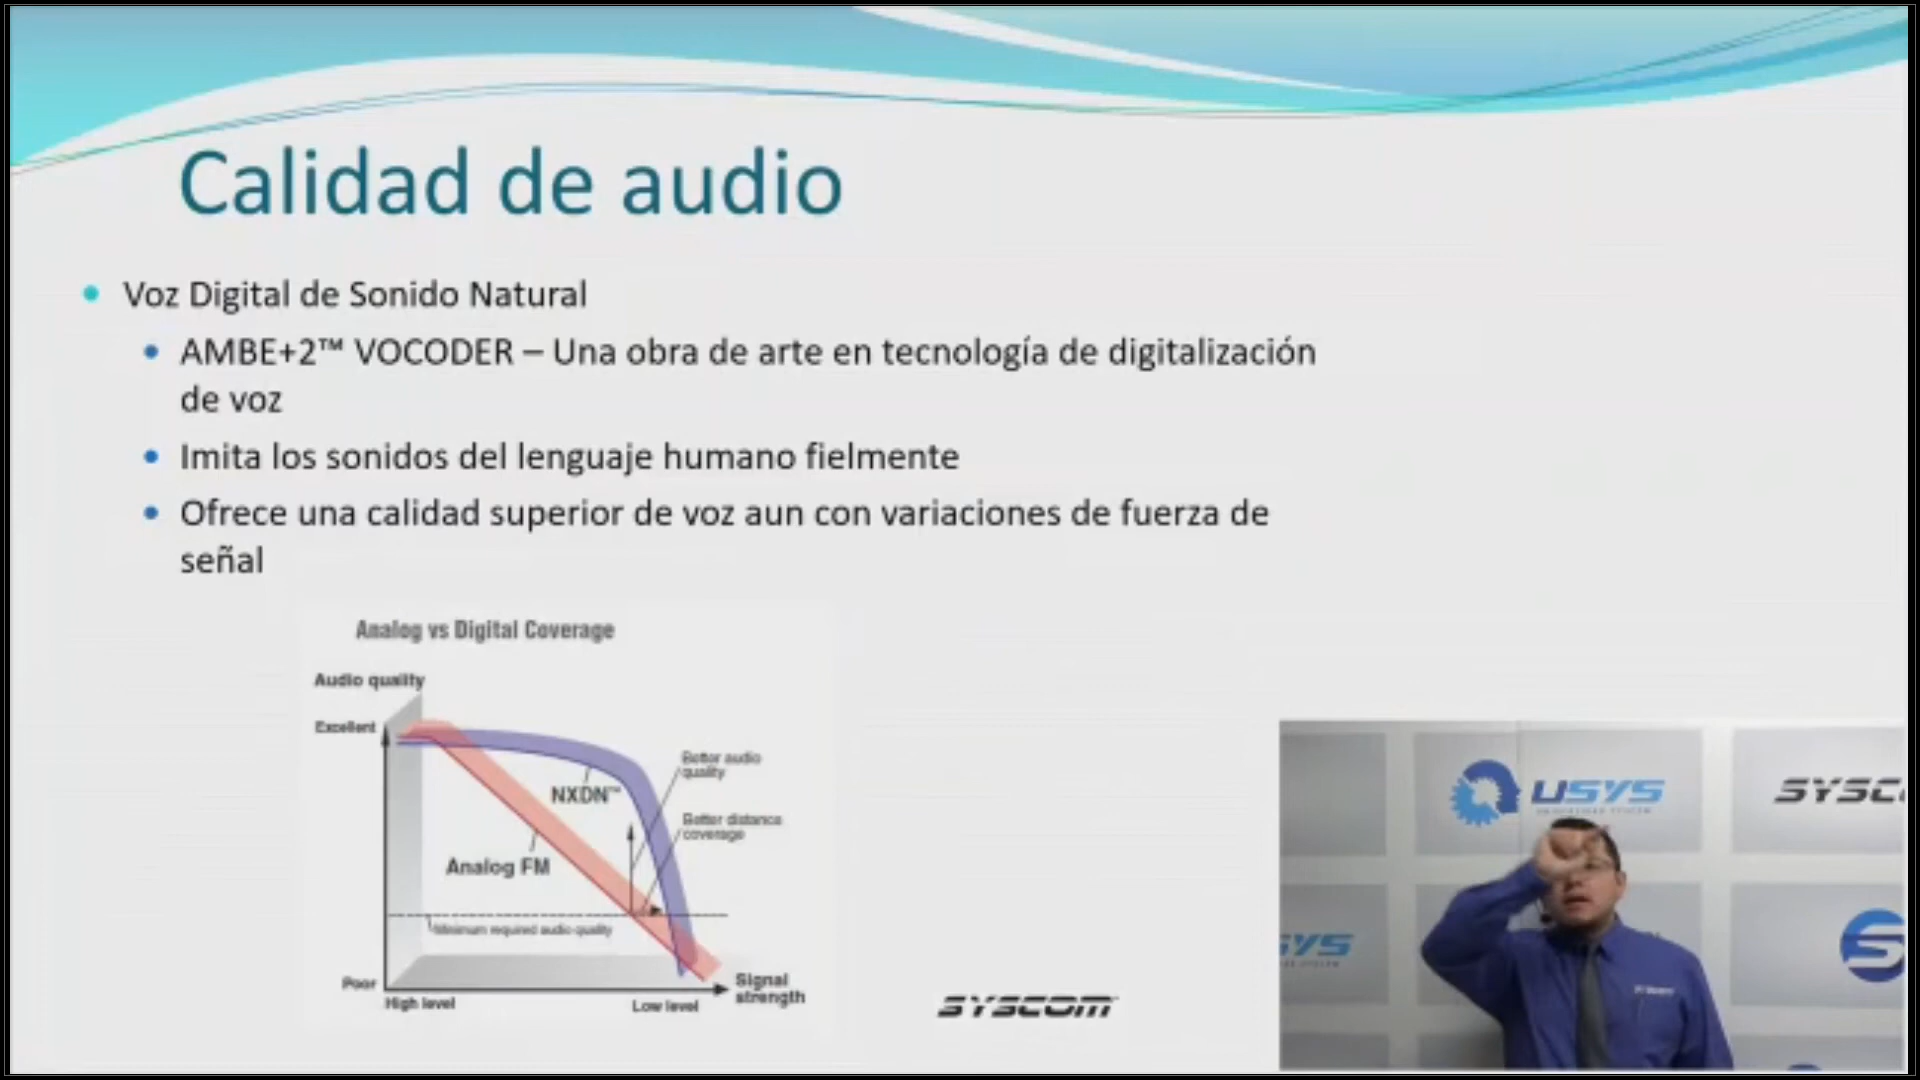 Calidad de audio
Voz Digital de Sonido Natural
AMBE+2™ VOCODER – Una obra de arte en tecnología de digitalización
de voz
Imita los sonidos del lenguaje humano fielmente
Ofrece una calidad superior de voz aun con variaciones de fuerza de
señal
Analog vs Digital Coverage
Audio quality
Excellent
Better audio
quality
NXDN™
Better distance
coverage
Analog FM
Minimum required audio quality
Poor
High level
Low level
Signal
strength
SYSCOM
USYS
SYSC
SYS